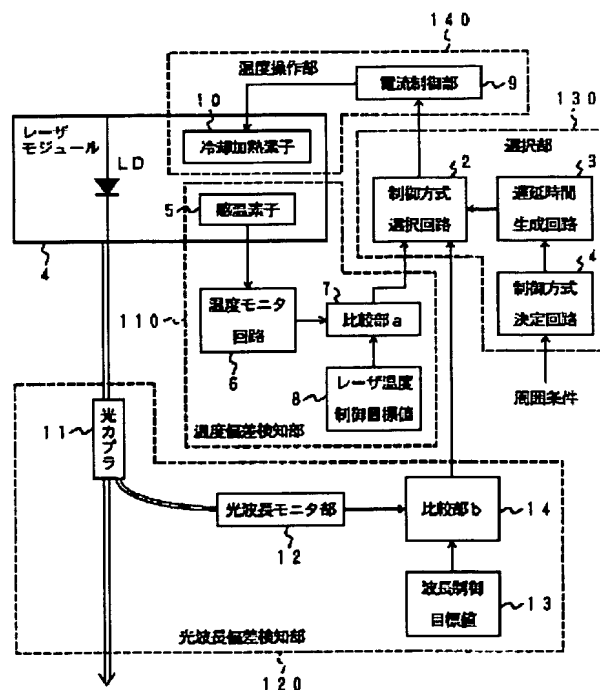 140
温度操作部
電流制御部
9
10
冷却加熱素子
レーザ
モジュール
LD
4
130
選択部
2
制御方式
選択回路
3
遅延時間
生成回路
4
制御方式
決定回路
周囲条件
5
感温素子
110
温度モニタ
回路
6
7
比較部a
8
レーザ温度
制御目標値
温度偏差検知部
11
光カプラ
光波長モニタ部
12
比較部b
14
波長制御
目標値
13
光波長偏差検知部
120